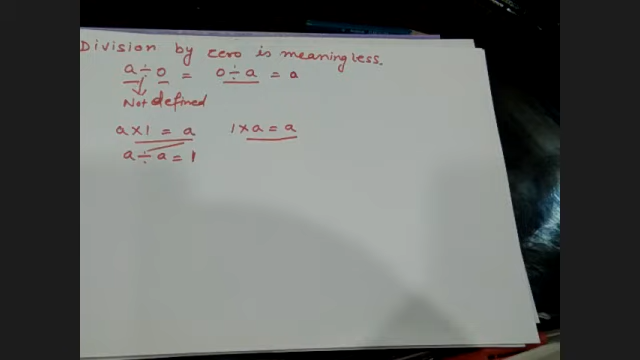 Division by zero is meaningless.
a ÷ 0 = 0 ÷ a = a
Not defined
a × 1 = a 1 × a = a
a ÷ a = 1